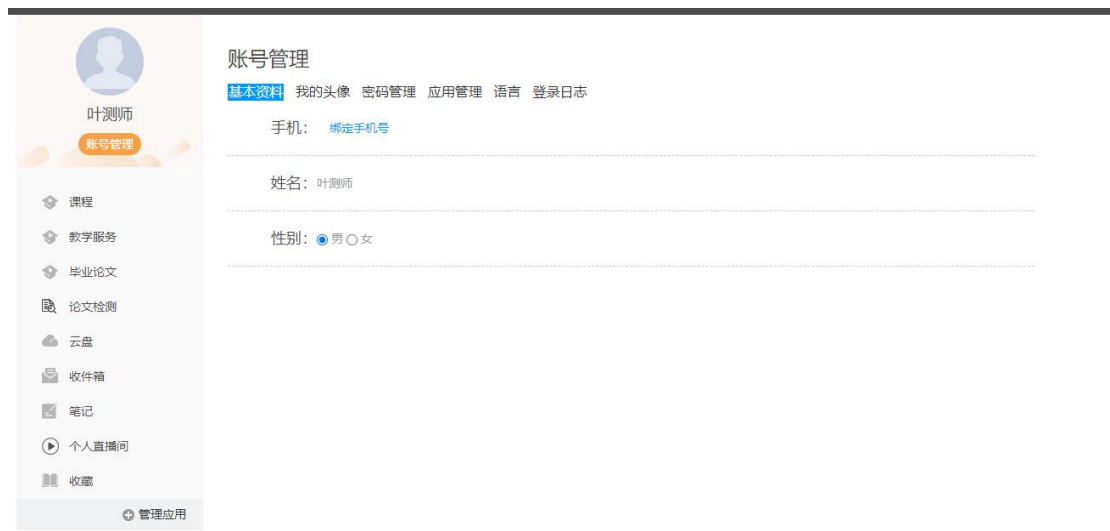 叶测师
账号管理
课程
教学服务
毕业论文
论文检测
云盘
收件箱
笔记
个人直播间
收藏
管理应用
账号管理
基本资料 我的头像 密码管理 应用管理 语言 登录日志
手机： 绑定手机号
姓名：叶测师
性别：男 女